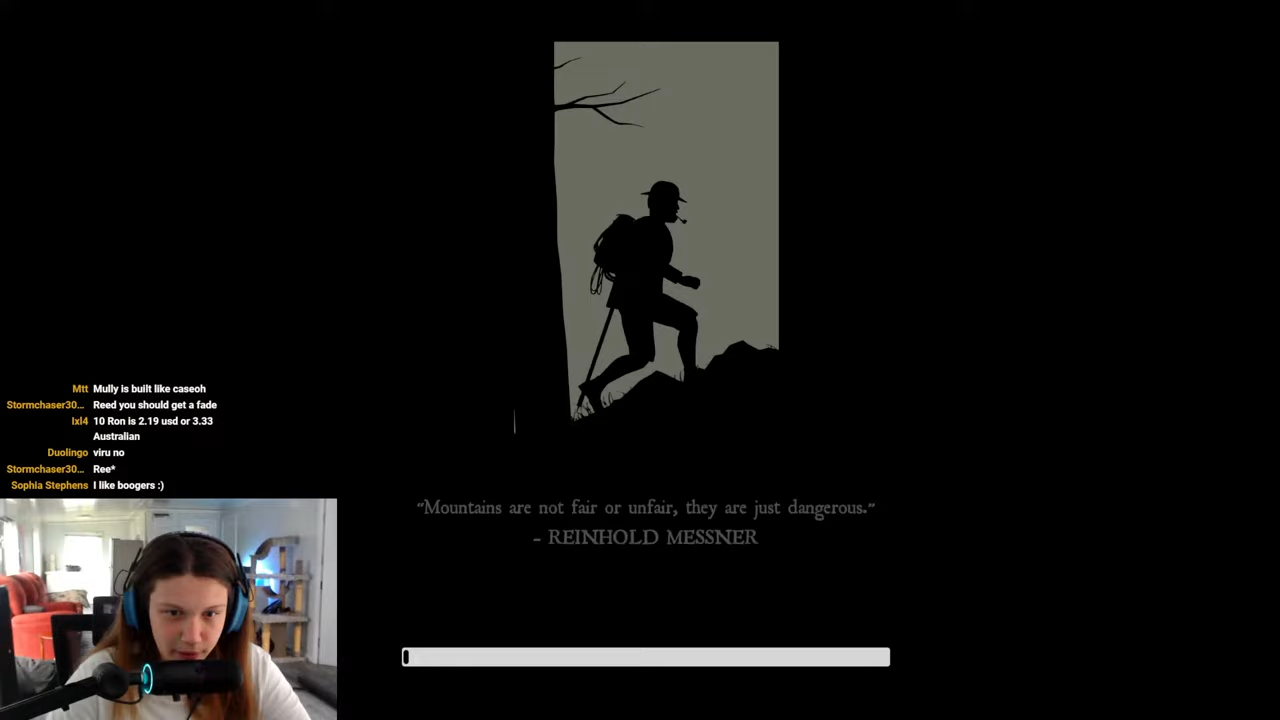 Mtt Mully is built like caseoh
Stormchaser30... Reed you should get a fade
lxl4 10 Ron is 2.19 usd or 3.33
Australian
Duolingo viru no
Stormchaser30... Ree*
Sophia Stephens I like boogers :)
“Mountains are not fair or unfair, they are just dangerous.”
- REINHOLD MESSNER